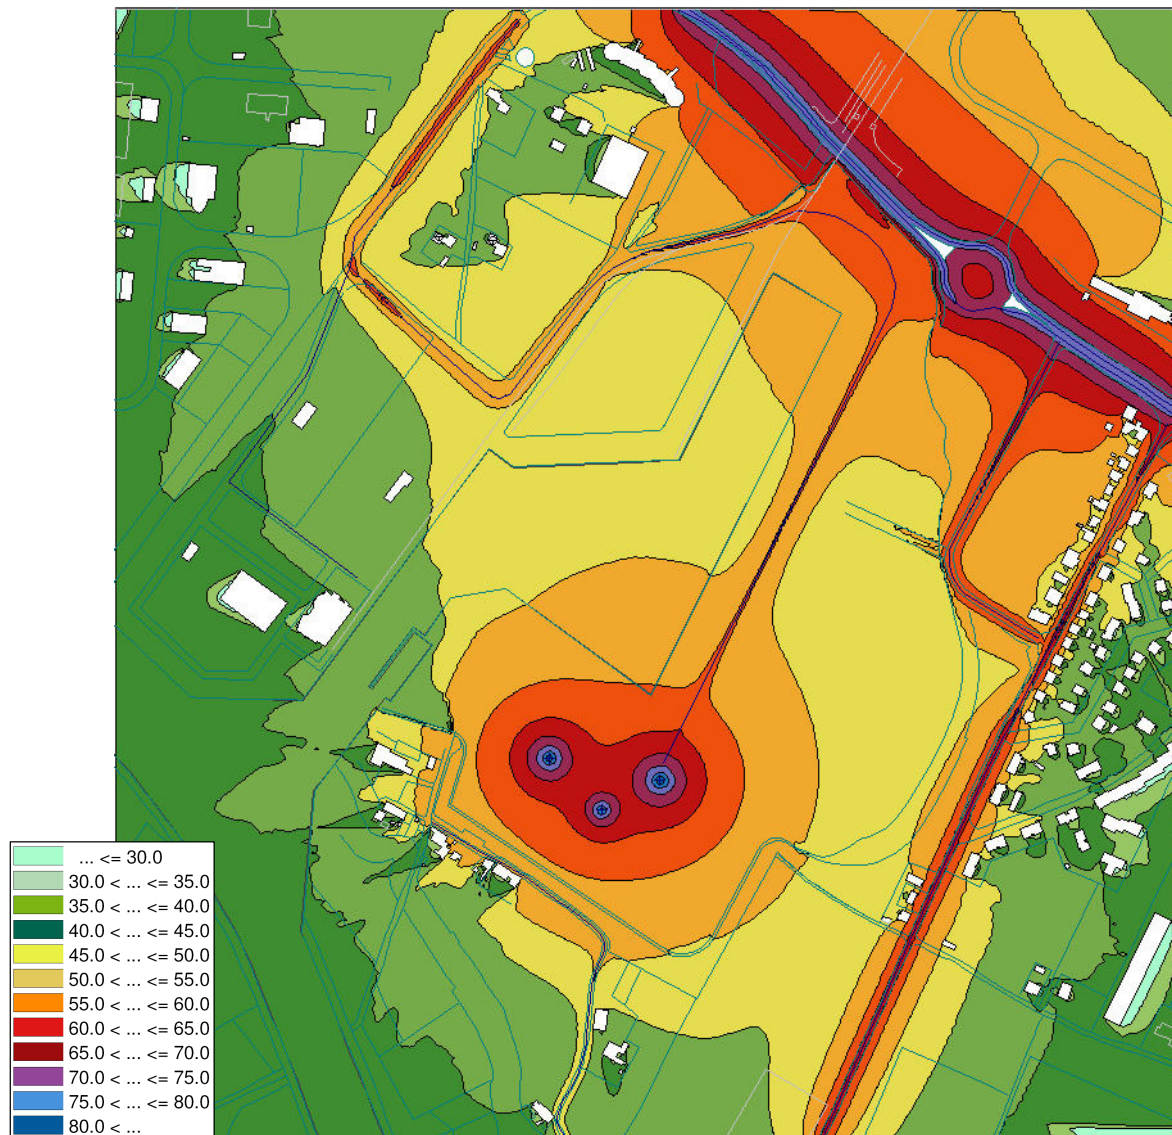 ... <= 30.0
30.0 < ... <= 35.0
35.0 < ... <= 40.0
40.0 < ... <= 45.0
45.0 < ... <= 50.0
50.0 < ... <= 55.0
55.0 < ... <= 60.0
60.0 < ... <= 65.0
65.0 < ... <= 70.0
70.0 < ... <= 75.0
75.0 < ... <= 80.0
80.0 < ...